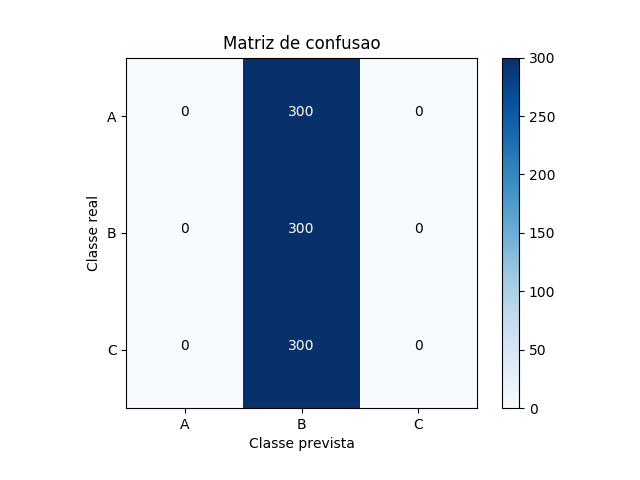 Matriz de confusao
Classe real
A 0 300 0
B 0 300 0
C 0 300 0
A B C
Classe prevista
300
250
200
150
100
50
0